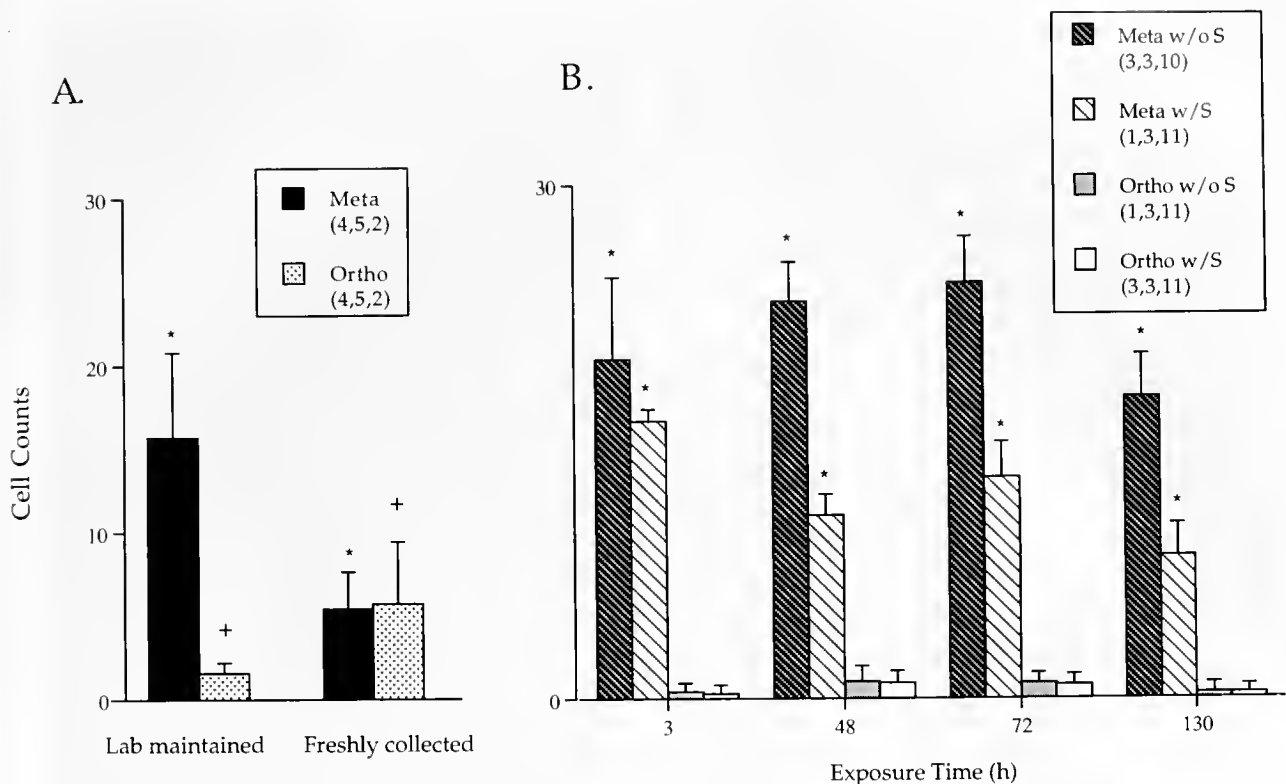 A.
Meta
(4,5,2)
Ortho
(4,5,2)
Cell Counts
30
20
10
0
*
+
*
+
Lab maintained
Freshly collected
B.
Meta w/o S
(3,3,10)
Meta w/S
(1,3,11)
Ortho w/o S
(1,3,11)
Ortho w/S
(3,3,11)
30
0
*
*
*
*
*
*
*
*
3
48
72
130
Exposure Time (h)